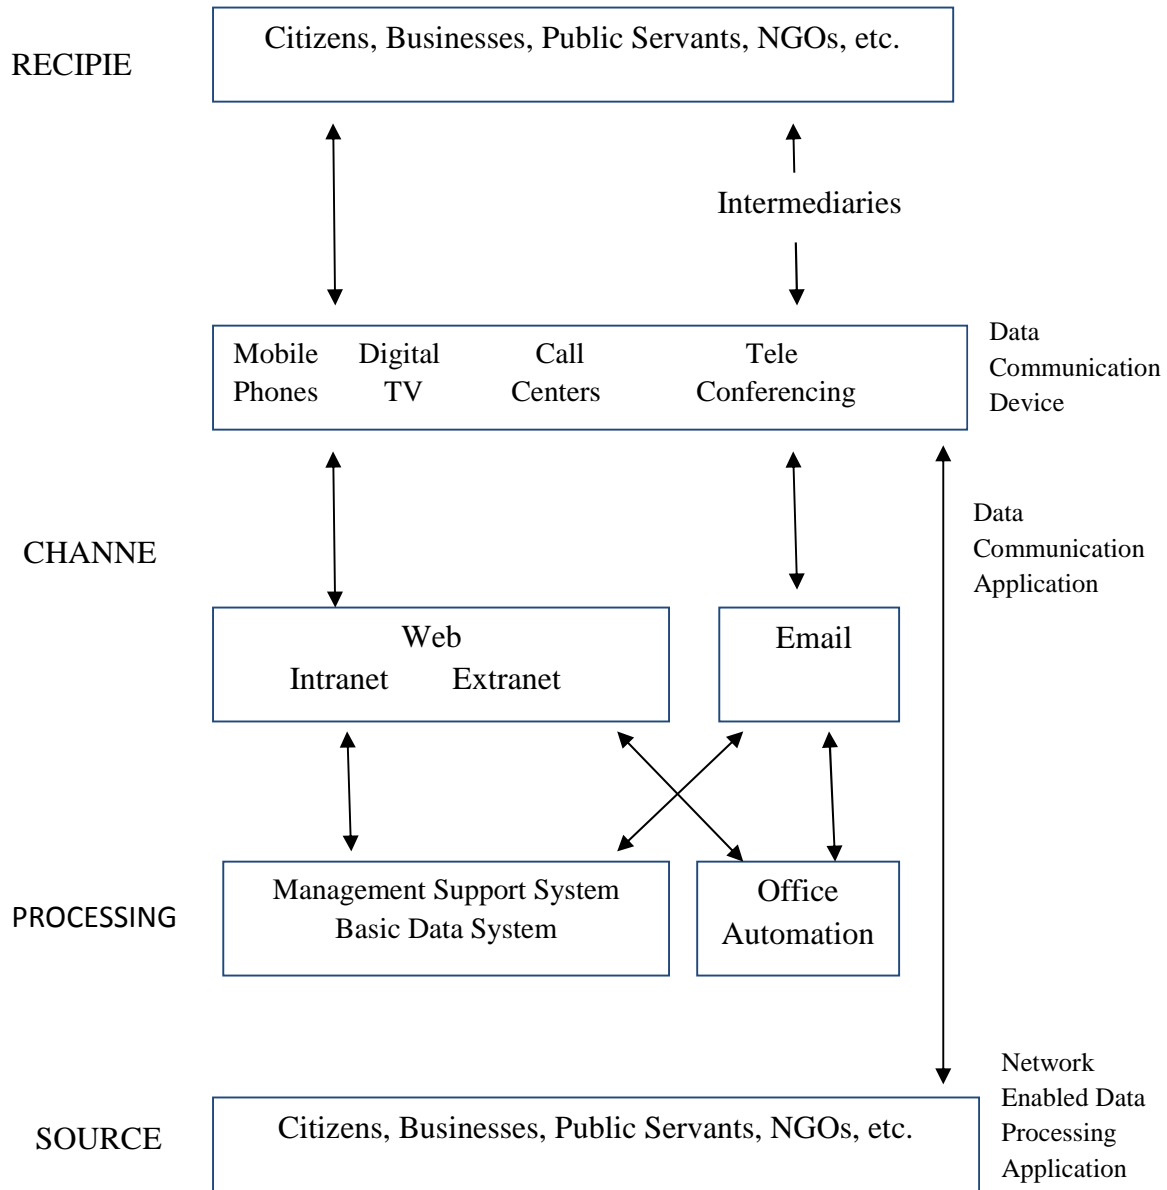 Citizens, Businesses, Public Servants, NGOs, etc.
RECIPIE
Intermediaries
Mobile Phones
Digital TV
Call Centers
Tele Conferencing
Data
Communication
Device
Data
Communication
Application
CHANNE
Web
Intranet Extranet
Email
Management Support System
Basic Data System
Office
Automation
PROCESSING
Network
Enabled Data
Processing
Application
Citizens, Businesses, Public Servants, NGOs, etc.
SOURCE